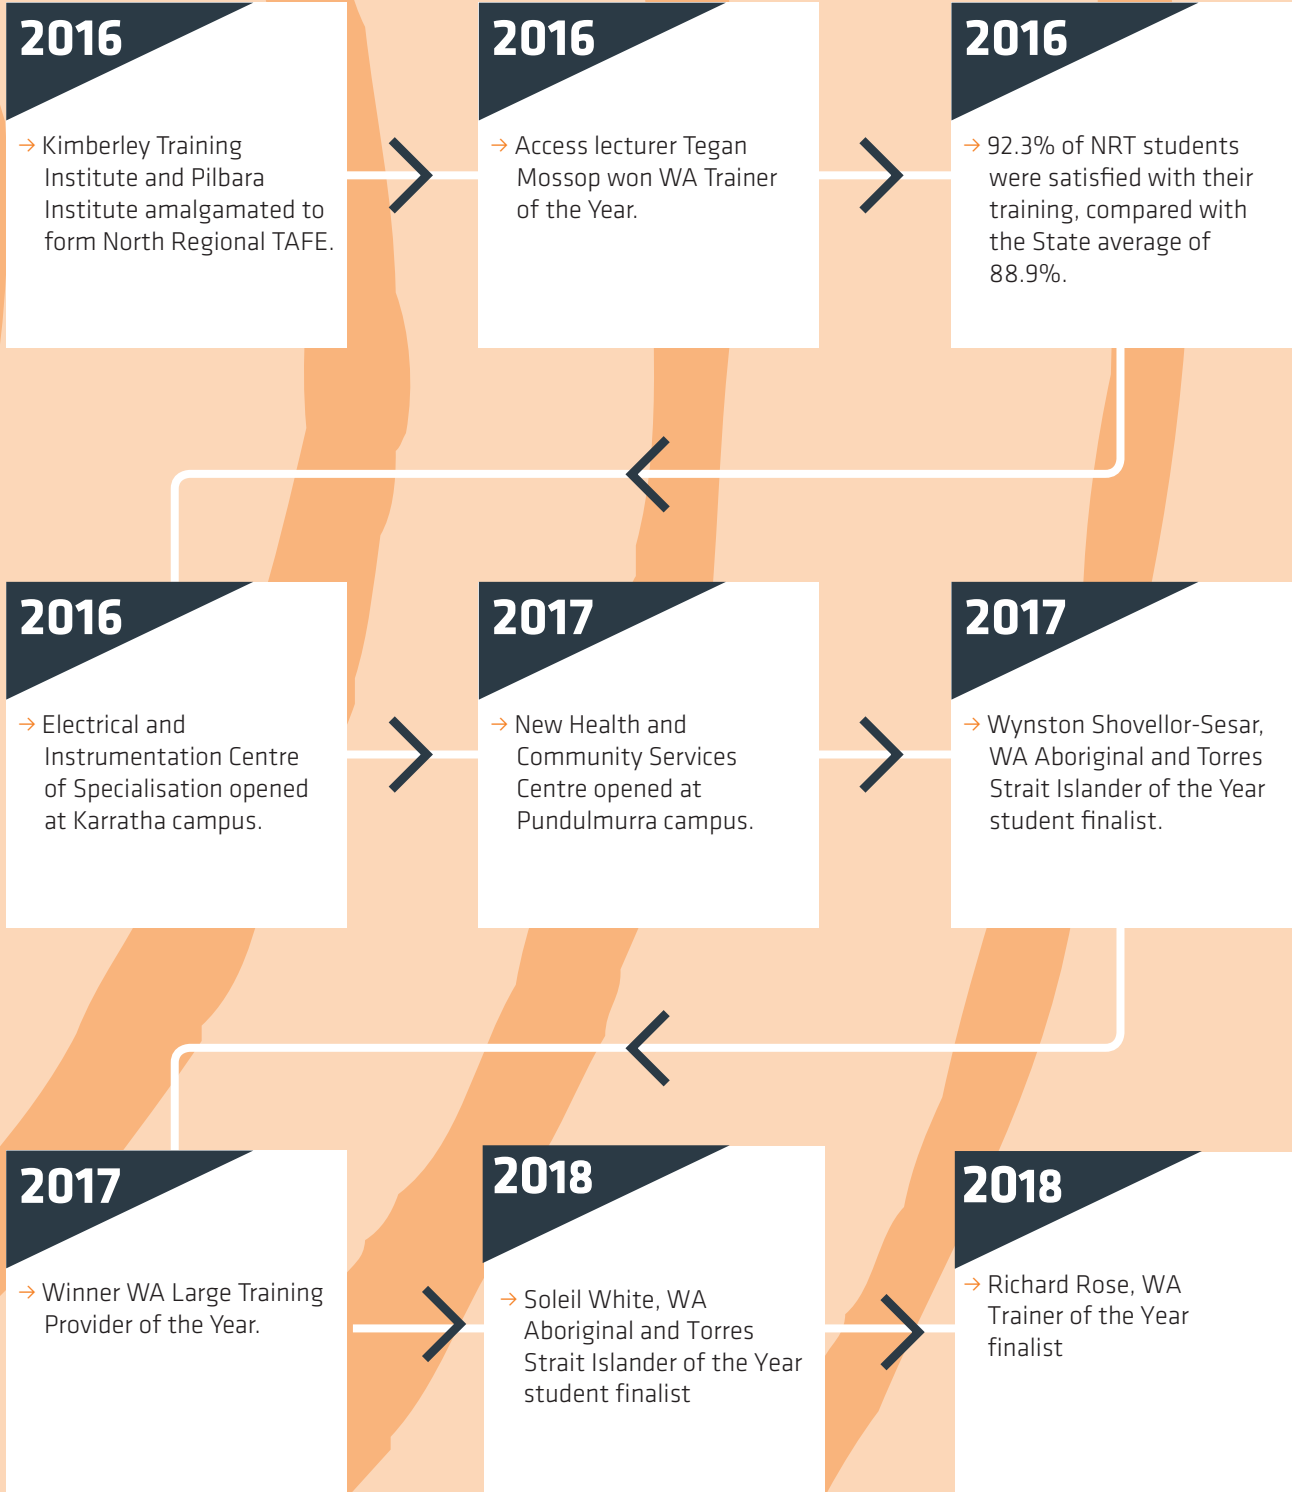 2016
→ Kimberley Training
Institute and Pilbara
Institute amalgamated to
form North Regional TAFE.
2016
→ Access lecturer Tegan
Mossop won WA Trainer
of the Year.
2016
→ 92.3% of NRT students
were satisfied with their
training, compared with
the State average of
88.9%.
2016
→ Electrical and
Instrumentation Centre
of Specialisation opened
at Karratha campus.
2017
→ New Health and
Community Services
Centre opened at
Pundulmurra campus.
2017
→ Wynston Shovellor-Sesar,
WA Aboriginal and Torres
Strait Islander of the Year
student finalist.
2017
→ Winner WA Large Training
Provider of the Year.
2018
→ Soleil White, WA
Aboriginal and Torres
Strait Islander of the Year
student finalist
2018
→ Richard Rose, WA
Trainer of the Year
finalist